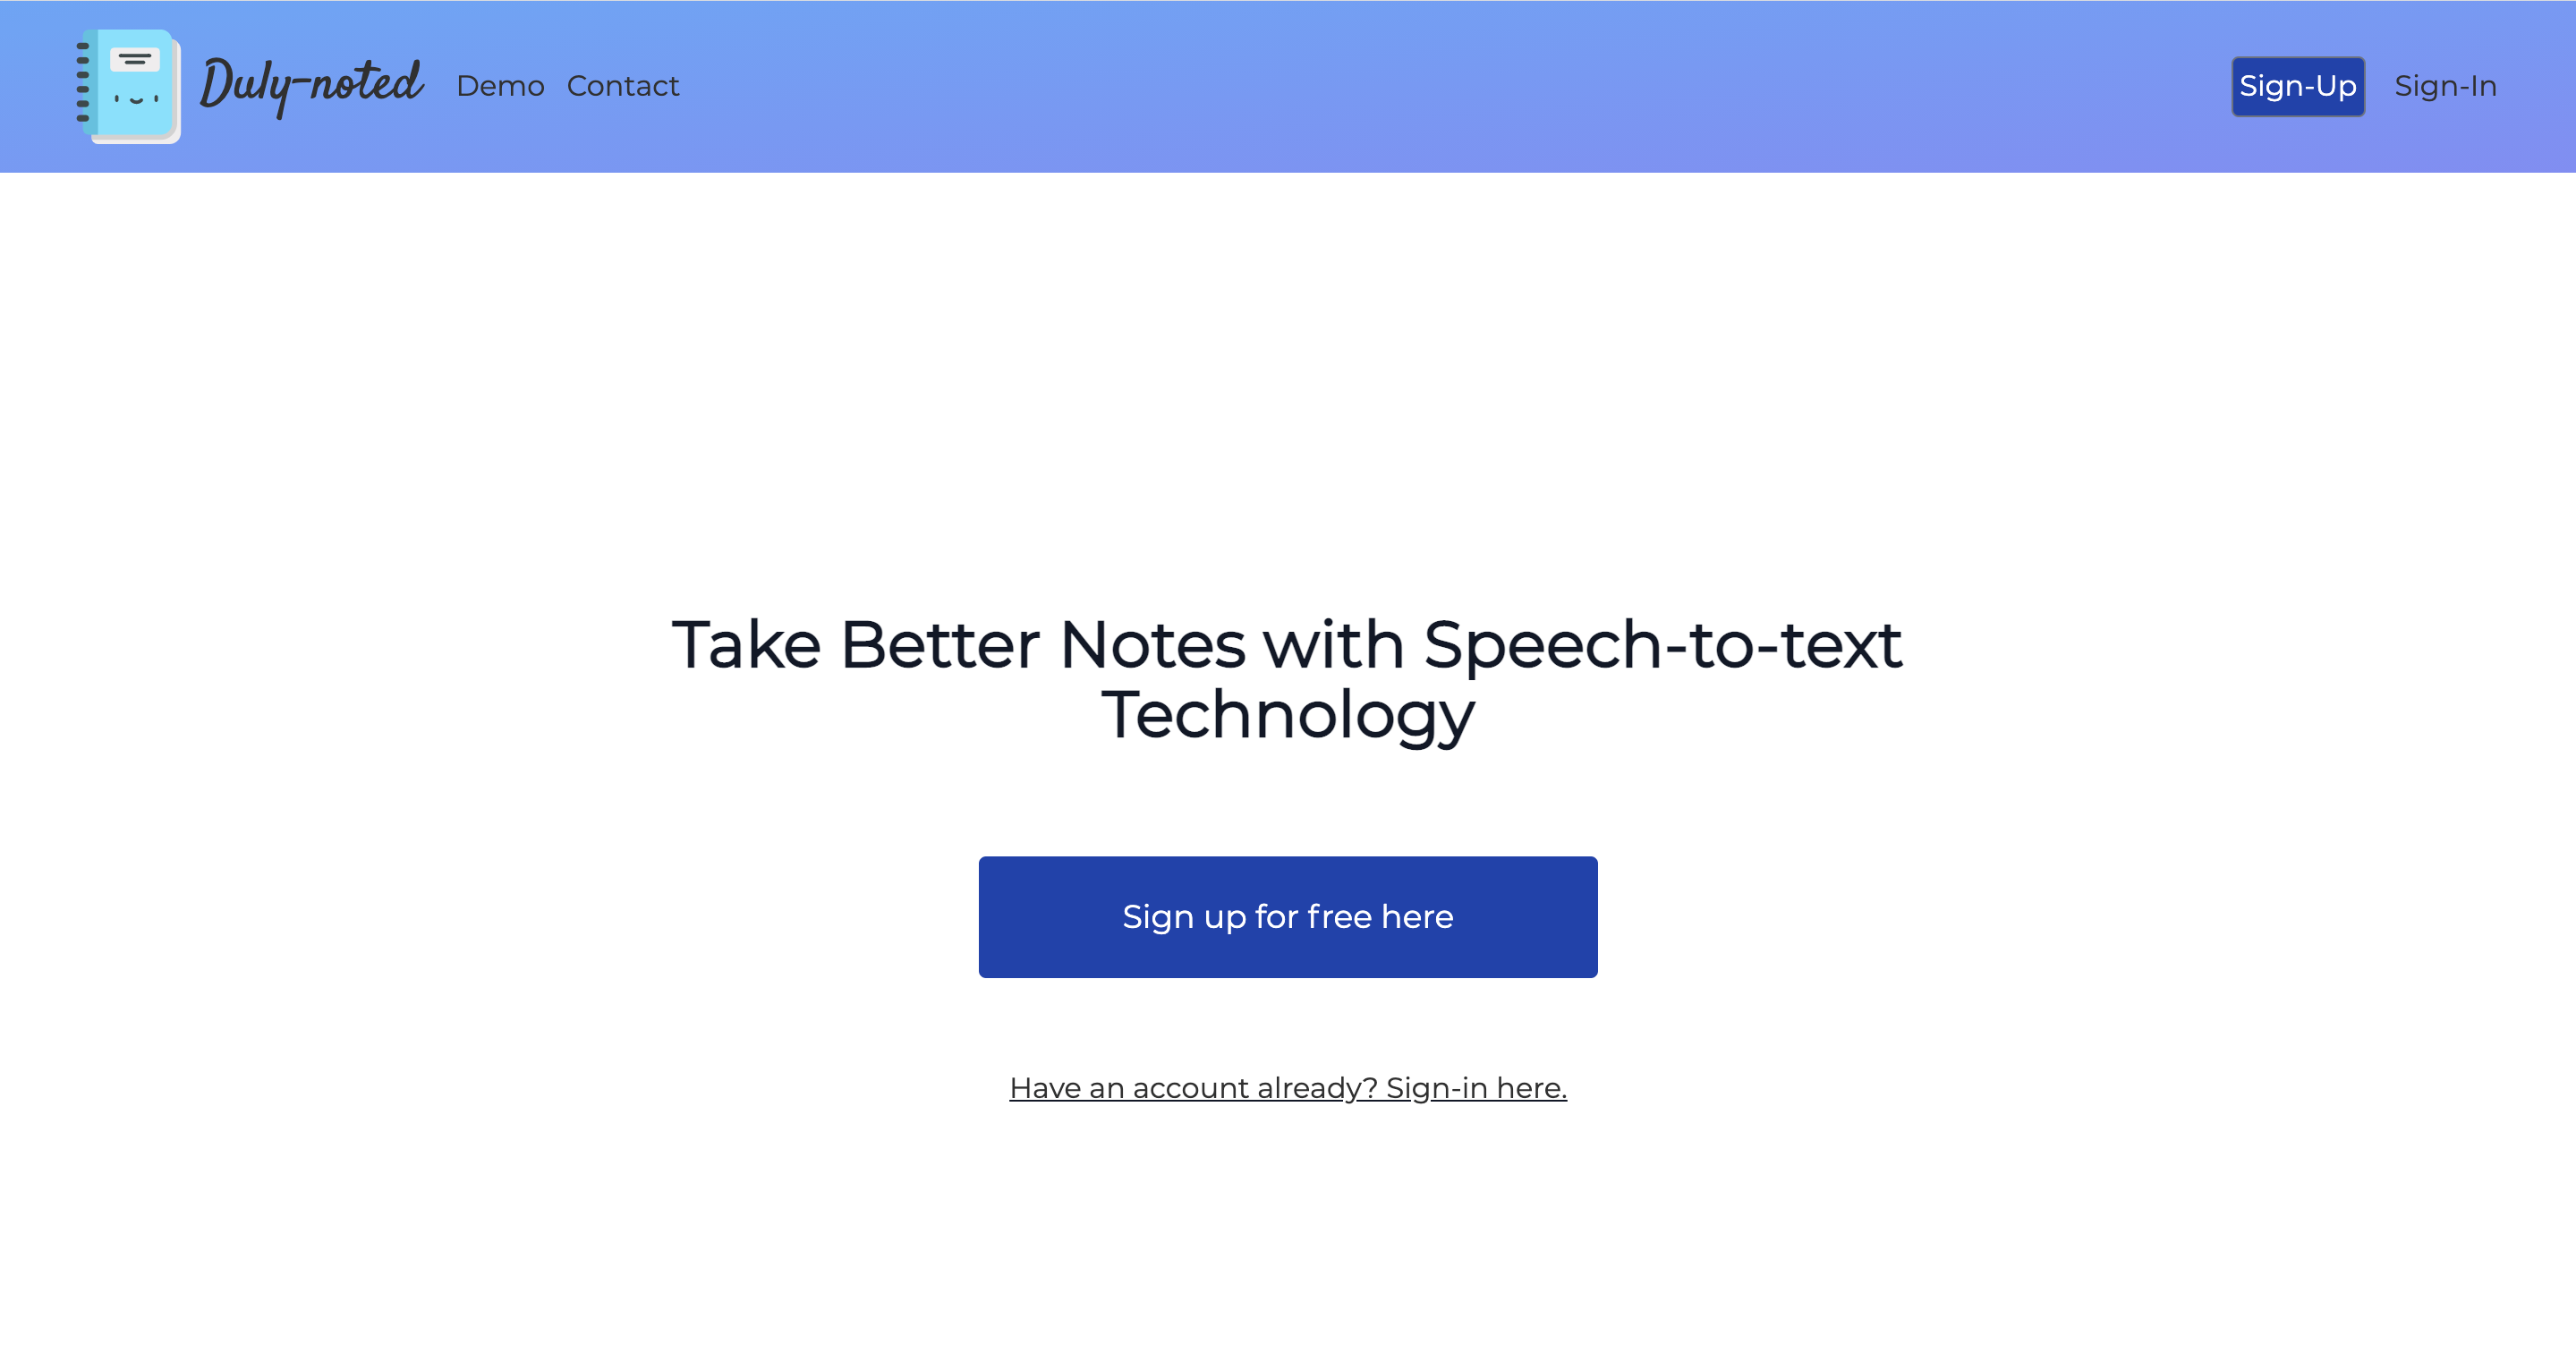 Duly-noted Demo Contact Sign-Up Sign-In
Take Better Notes with Speech-to-text
Technology
Sign up for free here
Have an account already? Sign-in here.